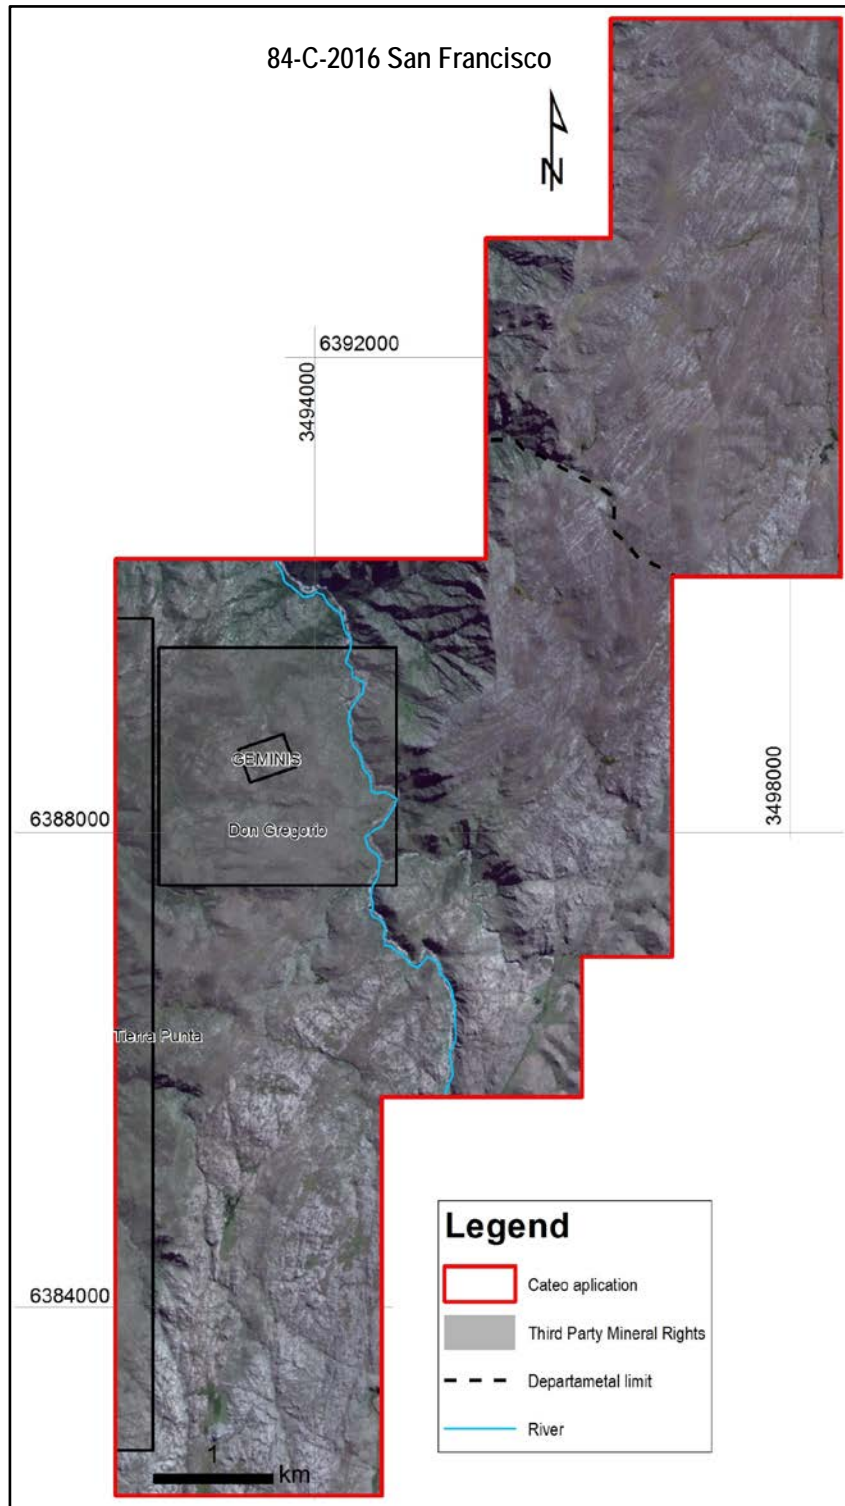 84-C-2016 San Francisco
N
6392000
3494000
GEMINIS
3498000
6388000
Don Gregorio
Tierra Punta
6384000
Legend
Cateo aplication
Third Party Mineral Rights
Departametal limit
River
1
km